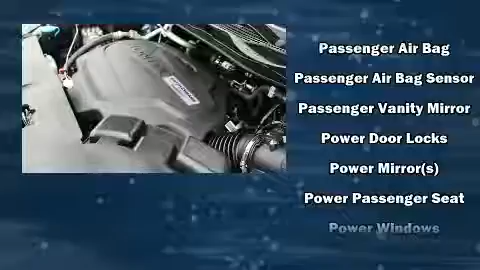 Passenger Air Bag
Passenger Air Bag Sensor
Passenger Vanity Mirror
Power Door Locks
Power Mirror(s)
Power Passenger Seat
Power Windows